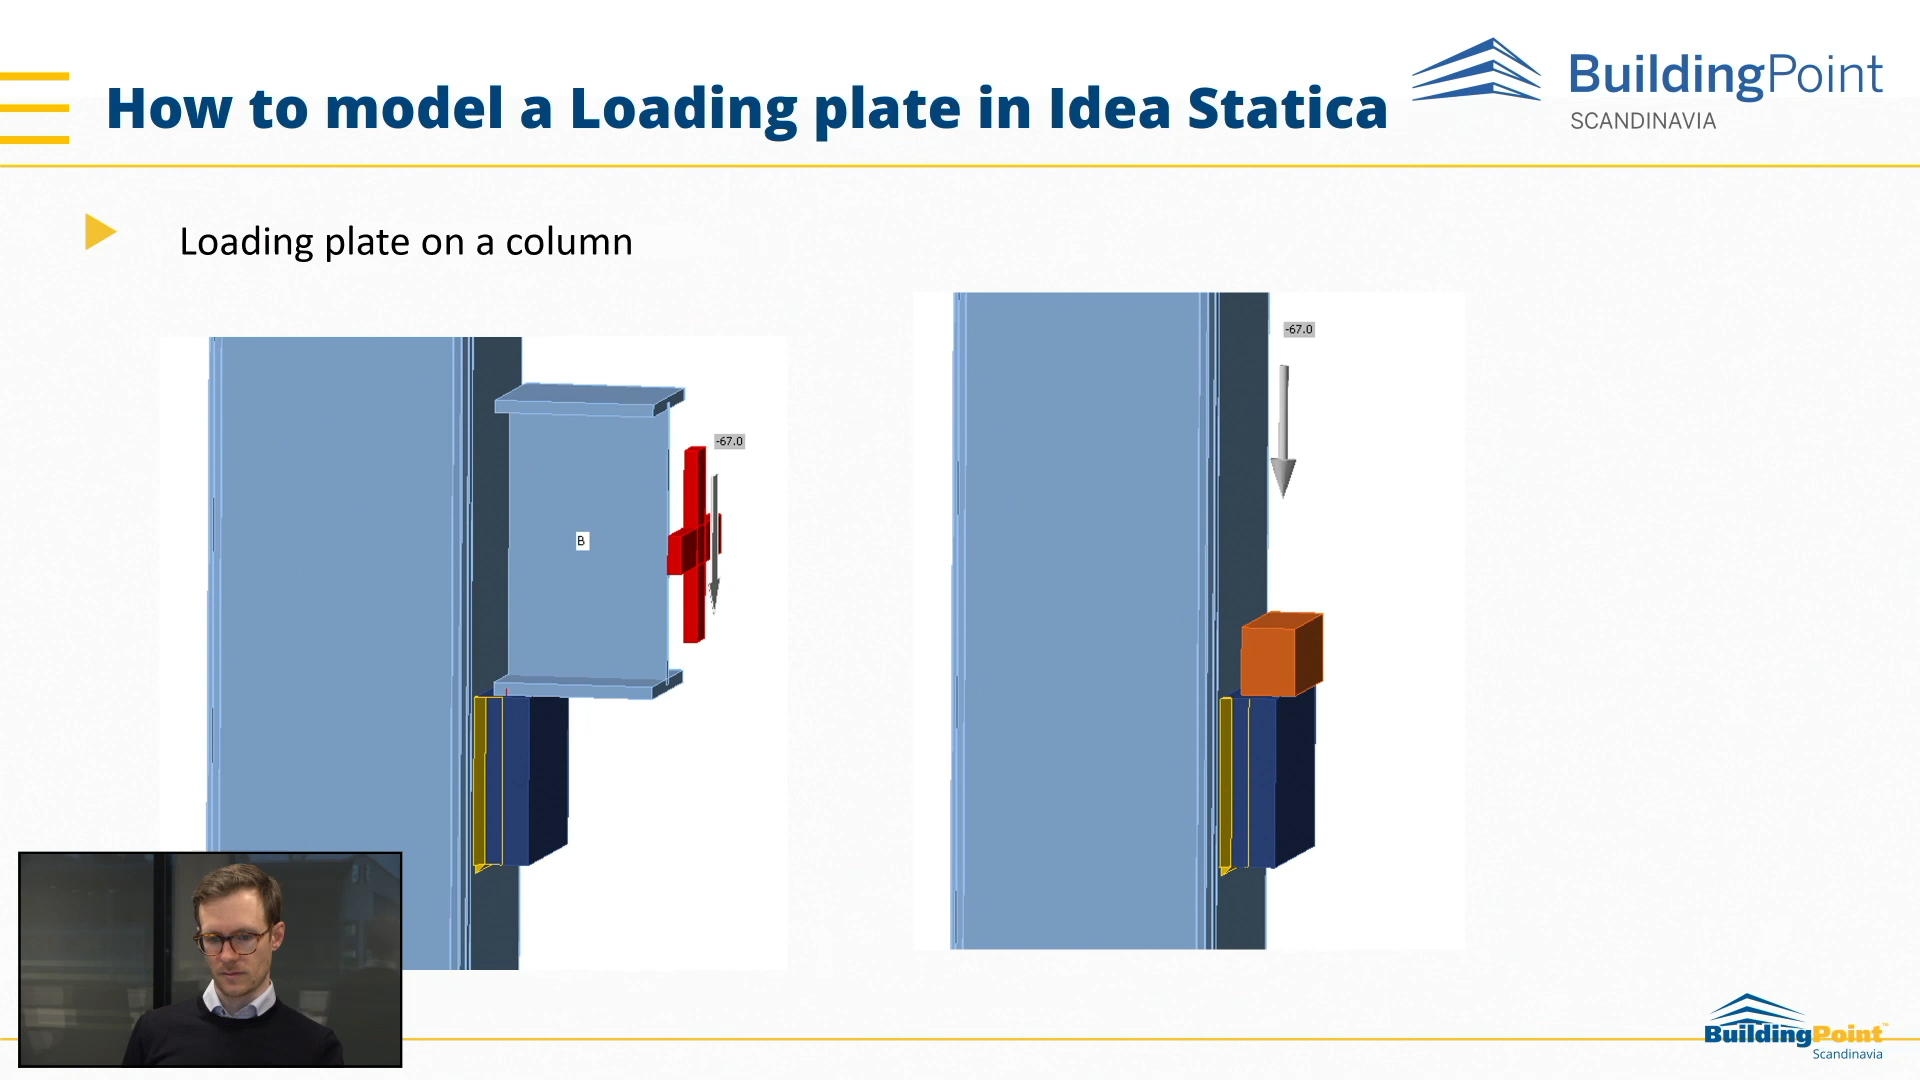 How to model a Loading plate in Idea Statica
BuildingPoint
SCANDINAVIA
Loading plate on a column
-67.0
-67.0
B
BuildingPoint™
Scandinavia